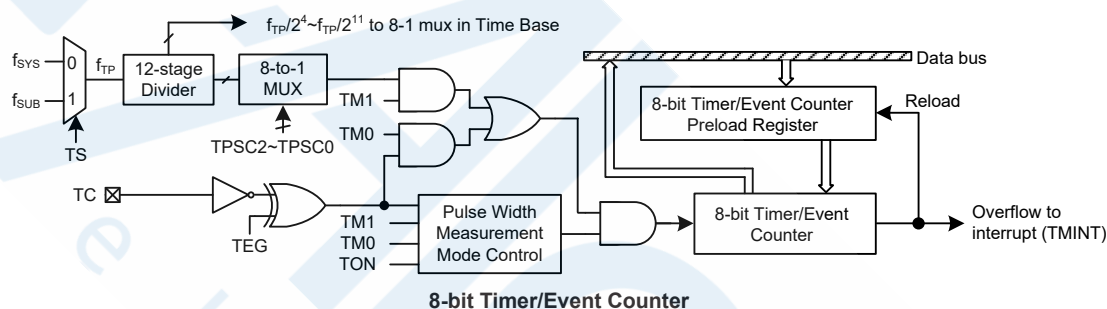 f_TP/2^4~f_TP/2^11 to 8-1 mux in Time Base
f_SYS
0
f_SUB
1
TS
f_TP
12-stage
Divider
8-to-1
MUX
TPSC2~TPSC0
TM1
TM0
TC
TEG
TM1
TM0
TON
Pulse Width
Measurement
Mode Control
Data bus
8-bit Timer/Event Counter
Preload Register
Reload
8-bit Timer/Event
Counter
Overflow to
interrupt (TMINT)
8-bit Timer/Event Counter